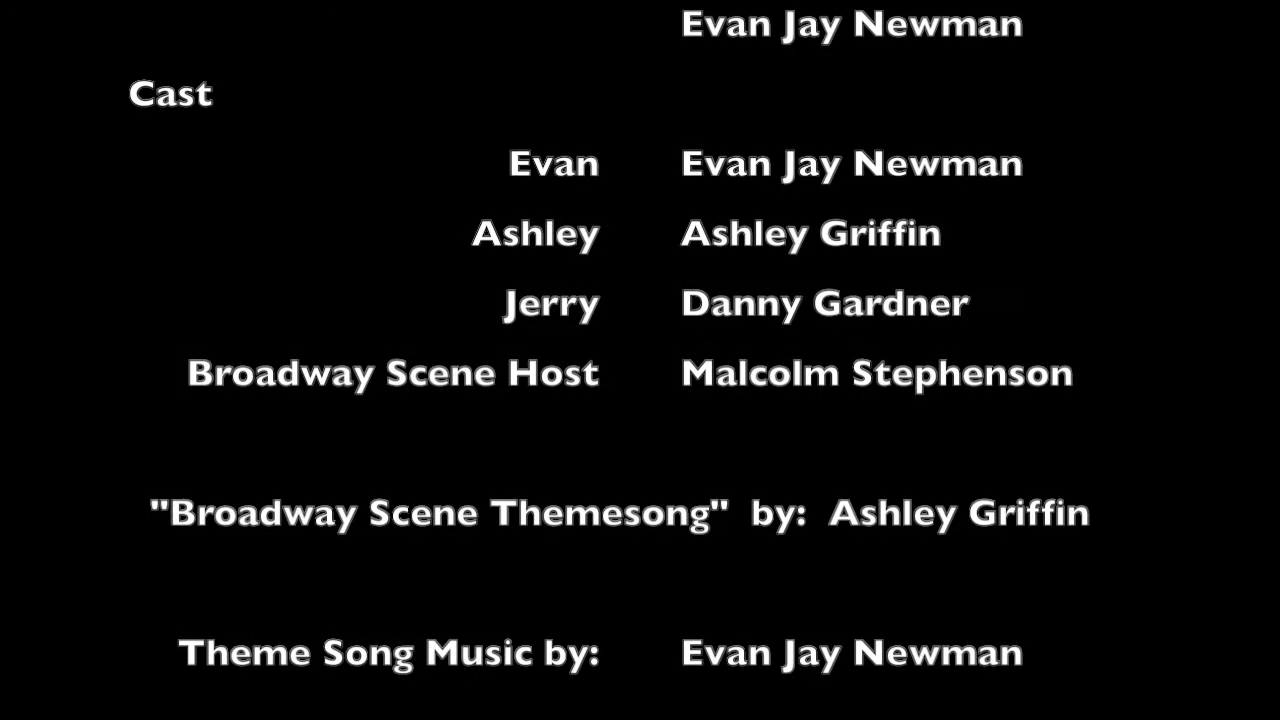 Evan Jay Newman
Cast
Evan Evan Jay Newman
Ashley Ashley Griffin
Jerry Danny Gardner
Broadway Scene Host Malcolm Stephenson
"Broadway Scene Themesong" by: Ashley Griffin
Theme Song Music by: Evan Jay Newman